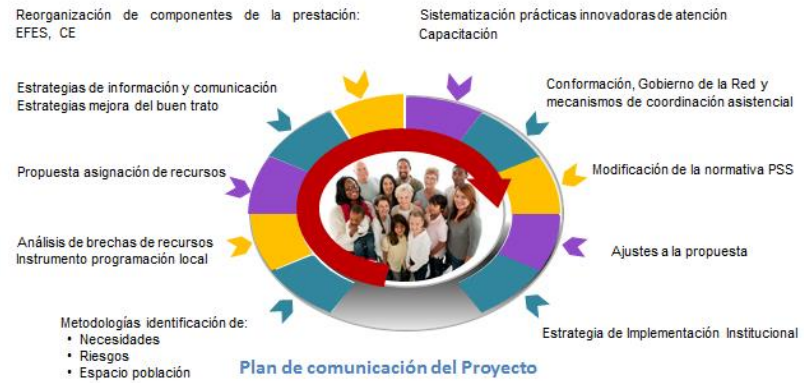 Reorganización de componentes de la prestación:
EFES, CE
Sistematización prácticas innovadoras de atención
Capacitación
Estrategias de información y comunicación
Estrategias mejora del buen trato
Conformación, Gobierno de la Red y
mecanismos de coordinación asistencial
Propuesta asignación de recursos
Modificación de la normativa PSS
Análisis de brechas de recursos
Instrumento programación local
Ajustes a la propuesta
Metodologías identificación de:
• Necesidades
• Riesgos
• Espacio población
Estrategia de Implementación Institucional
Plan de comunicación del Proyecto